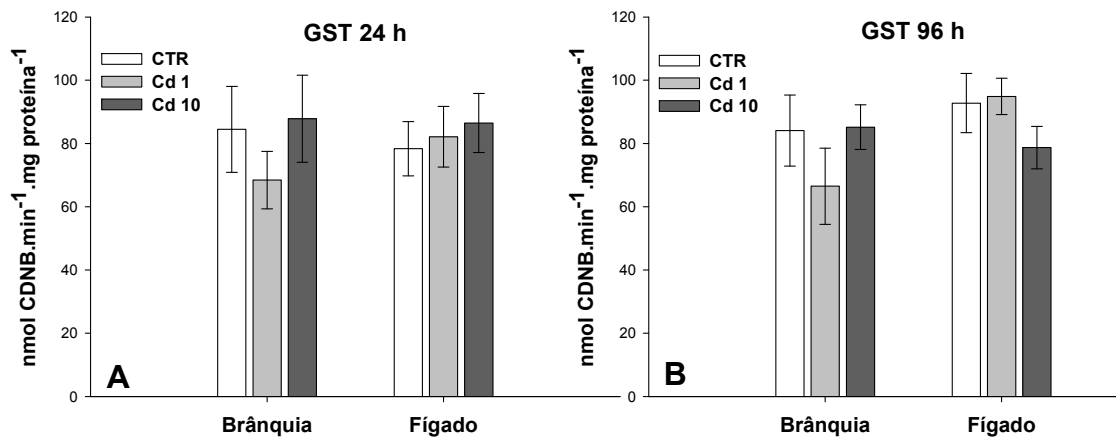 GST 24 h
nmol CDNB.min⁻¹.mg proteína⁻¹
120
100
80
60
40
20
0
CTR
Cd 1
Cd 10
A
Brânquia Fígado
GST 96 h
nmol CDNB.min⁻¹.mg proteína⁻¹
120
100
80
60
40
20
0
CTR
Cd 1
Cd 10
B
Brânquia Fígado